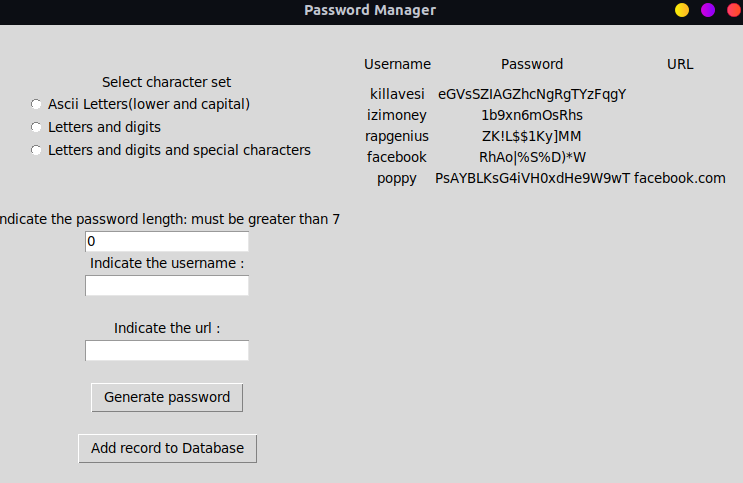 Password Manager
Select character set
Ascii Letters(lower and capital)
Letters and digits
Letters and digits and special characters
ndicate the password length: must be greater than 7
0
Indicate the username :
Indicate the url :
Generate password
Add record to Database
Username Password URL
killavesi eGVsSZIAGZhcNgRgTYzFqgY
izimoney 1b9xn6mOsRhs
rapgenius ZK!L$$1Ky]MM
facebook RhAo|%S%D)*W
poppy PsAYBLKsG4iVH0xdHe9W9wT facebook.com